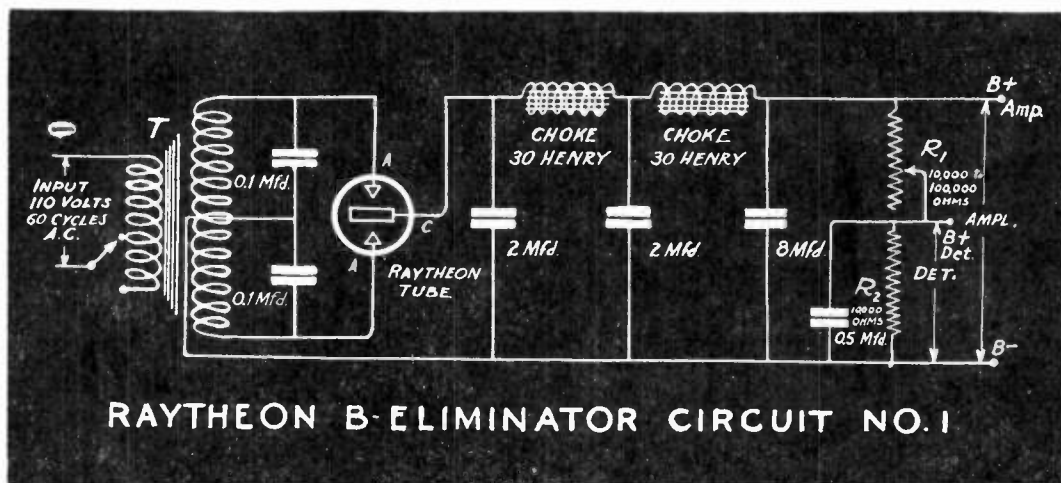 T
INPUT
110 VOLTS
60 CYCLES
A.C.
0.1 Mfd.
0.1 Mfd.
A
C
A
RAYTHEON
TUBE
CHOKE
30 HENRY
CHOKE
30 HENRY
2 Mfd.
2 Mfd.
8 Mfd.
B+
Amp.
R1
10,000 to
100,000
OHMS
AMPL.
B+
Det.
DET.
R2
10,000
OHMS
0.5 Mfd.
B-
RAYTHEON B-ELIMINATOR CIRCUIT NO. 1